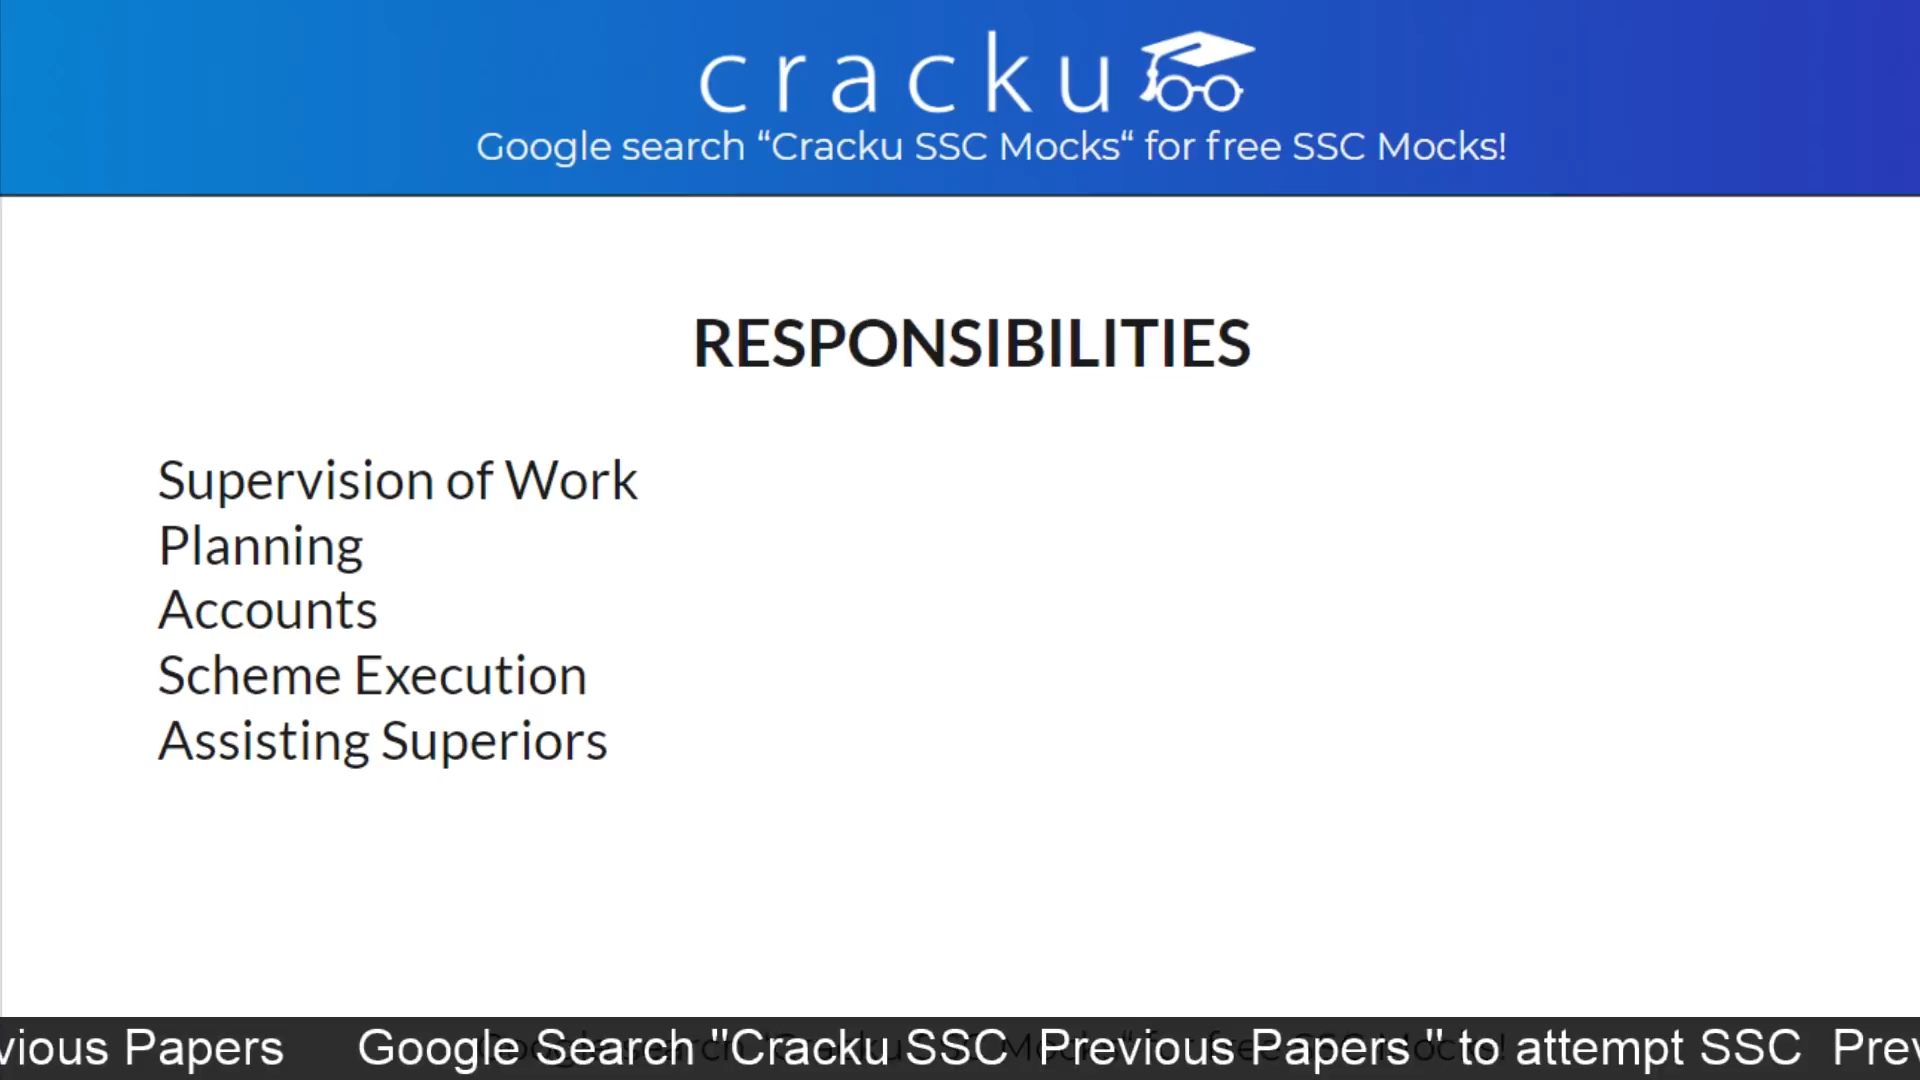 cracku
Google search “Cracku SSC Mocks“ for free SSC Mocks!
RESPONSIBILITIES
Supervision of Work
Planning
Accounts
Scheme Execution
Assisting Superiors
vious Papers Google Search "Cracku SSC Previous Papers " to attempt SSC Prev